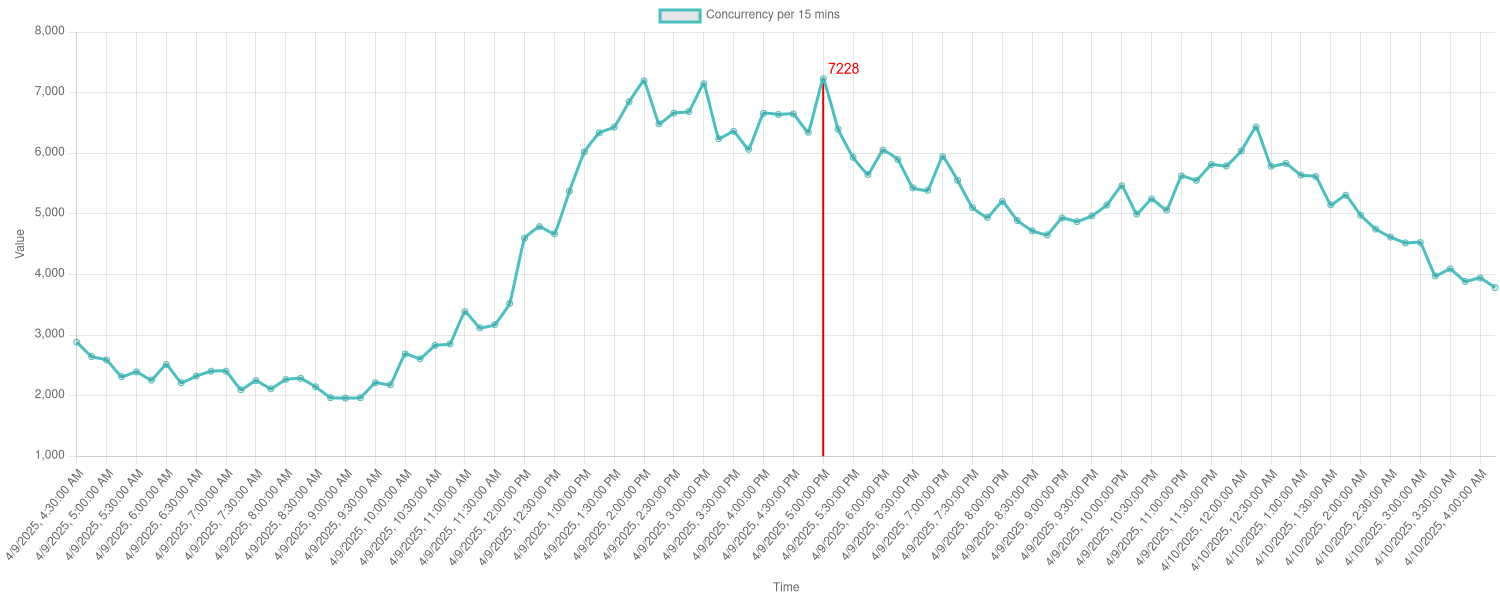 Concurrency per 15 mins
8,000
7,000
6,000
5,000
4,000
3,000
2,000
1,000
Value
7228
4/9/2025, 4:30:00 AM
4/9/2025, 5:00:00 AM
4/9/2025, 5:30:00 AM
4/9/2025, 6:00:00 AM
4/9/2025, 6:30:00 AM
4/9/2025, 7:00:00 AM
4/9/2025, 7:30:00 AM
4/9/2025, 8:00:00 AM
4/9/2025, 8:30:00 AM
4/9/2025, 9:00:00 AM
4/9/2025, 9:30:00 AM
4/9/2025, 10:00:00 AM
4/9/2025, 10:30:00 AM
4/9/2025, 11:00:00 AM
4/9/2025, 11:30:00 AM
4/9/2025, 12:00:00 PM
4/9/2025, 12:30:00 PM
4/9/2025, 1:00:00 PM
4/9/2025, 1:30:00 PM
4/9/2025, 2:00:00 PM
4/9/2025, 2:30:00 PM
4/9/2025, 3:00:00 PM
4/9/2025, 3:30:00 PM
4/9/2025, 4:00:00 PM
4/9/2025, 4:30:00 PM
4/9/2025, 5:00:00 PM
4/9/2025, 5:30:00 PM
4/9/2025, 6:00:00 PM
4/9/2025, 6:30:00 PM
4/9/2025, 7:00:00 PM
4/9/2025, 7:30:00 PM
4/9/2025, 8:00:00 PM
4/9/2025, 8:30:00 PM
4/9/2025, 9:00:00 PM
4/9/2025, 9:30:00 PM
4/9/2025, 10:00:00 PM
4/9/2025, 10:30:00 PM
4/9/2025, 11:00:00 PM
4/9/2025, 11:30:00 PM
4/10/2025, 12:00:00 AM
4/10/2025, 12:30:00 AM
4/10/2025, 1:00:00 AM
4/10/2025, 1:30:00 AM
4/10/2025, 2:00:00 AM
4/10/2025, 2:30:00 AM
4/10/2025, 3:00:00 AM
4/10/2025, 3:30:00 AM
4/10/2025, 4:00:00 AM
Time